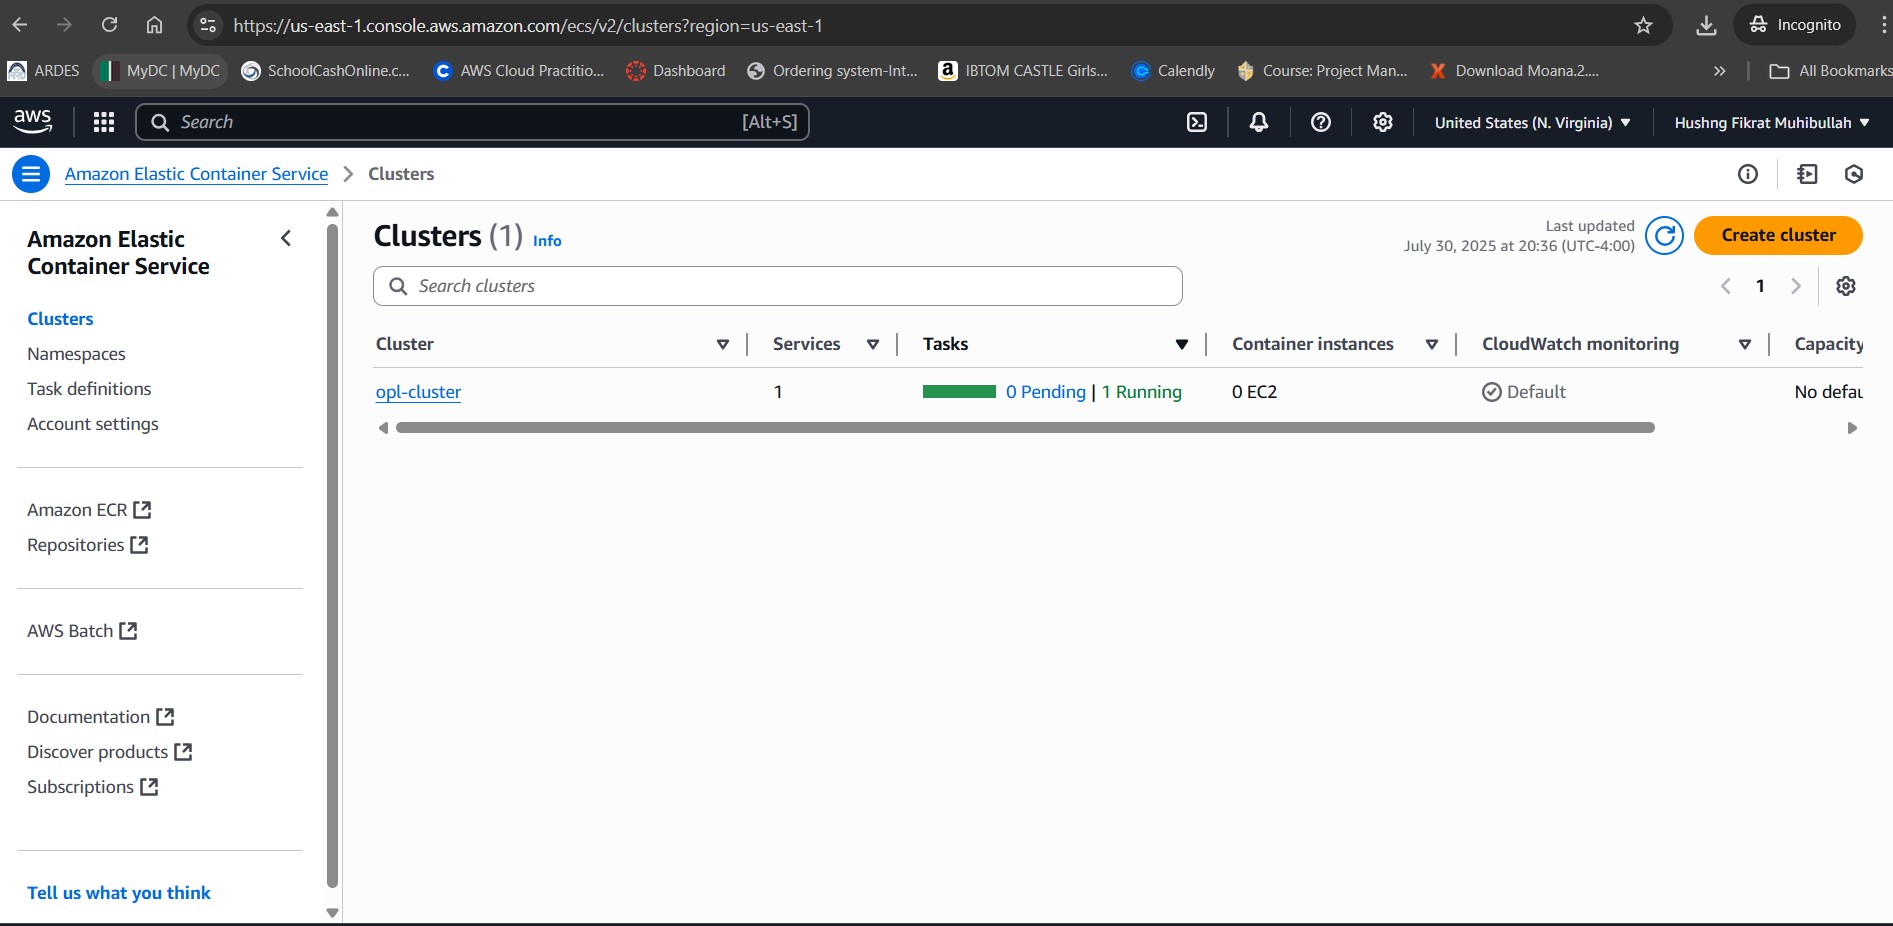 https://us-east-1.console.aws.amazon.com/ecs/v2/clusters?region=us-east-1
Incognito
ARDES
MyDC | MyDC
SchoolCashOnline.c...
AWS Cloud Practitio...
Dashboard
Ordering system-Int...
IBTOM CASTLE Girls...
Calendly
Course: Project Man...
Download Moana.2....
»
All Bookmarks
aws
Search
[Alt+S]
United States (N. Virginia)
Hushng Fikrat Muhibullah
Amazon Elastic Container Service
Clusters
Amazon Elastic
Container Service
Clusters
Namespaces
Task definitions
Account settings
Amazon ECR
Repositories
AWS Batch
Documentation
Discover products
Subscriptions
Tell us what you think
Clusters (1) Info
Last updated
July 30, 2025 at 20:36 (UTC-4:00)
Create cluster
Search clusters
1
Cluster
Services
Tasks
Container instances
CloudWatch monitoring
Capacity
opl-cluster
1
0 Pending | 1 Running
0 EC2
Default
No defau